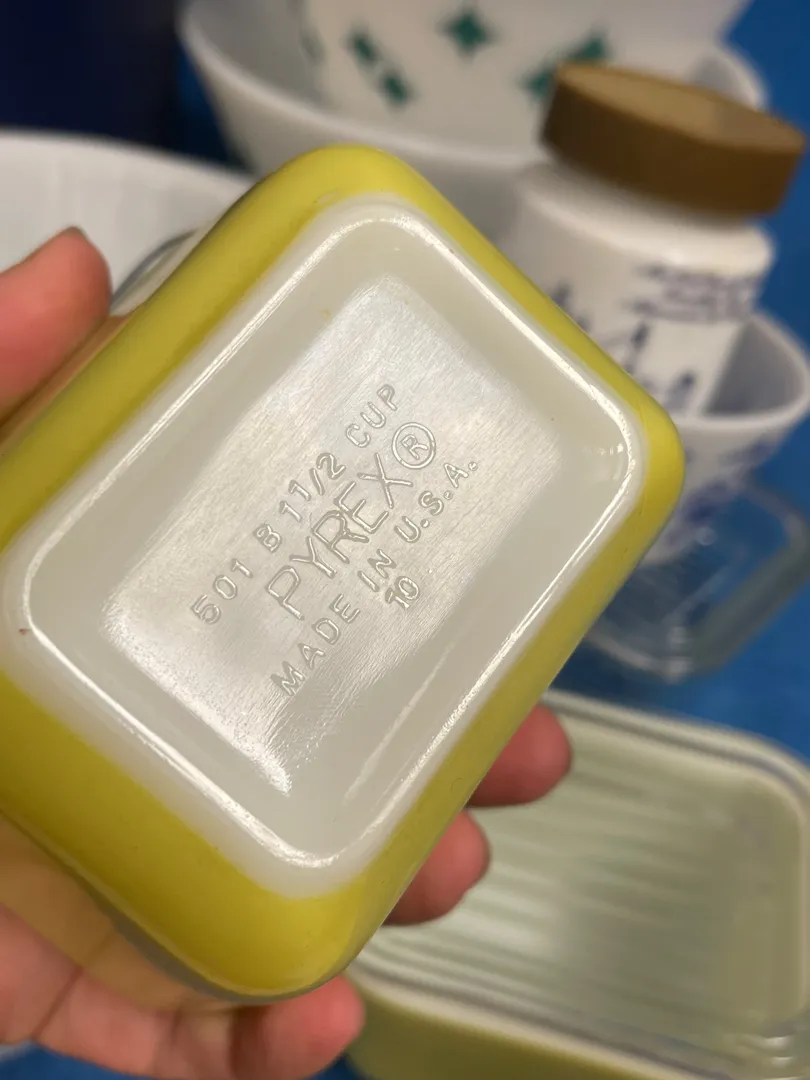 501 B 1 1/2 CUP
PYREX®
MADE IN U.S.A.
10